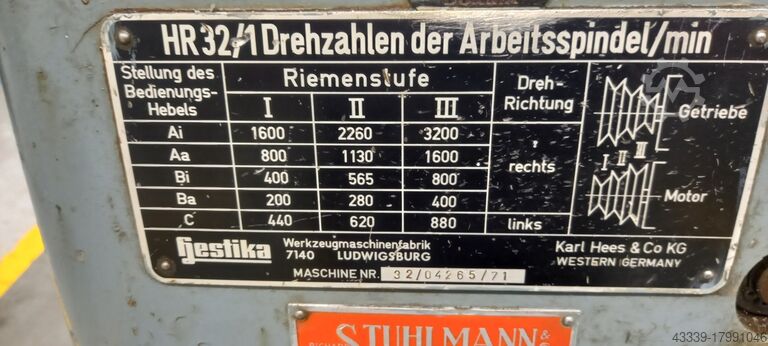 HR 32/1 Drehzahlen der Arbeitsspindel/min
Stellung des Bedienungs-Hebels Riemenstufe Dreh-Richtung
I II III
Ai 1600 2260 3200
Aa 800 1130 1600
Bi 400 565 800
Ba 200 280 400
C 440 620 880
rechts
links
Getriebe
I II III
Motor
Gestika Werkzeugmaschinenfabrik
7140 LUDWIGSBURG
Karl Hees & Co KG
WESTERN GERMANY
MASCHINE NR. 32/04265/71
STUHLMANN &
43339-17991046